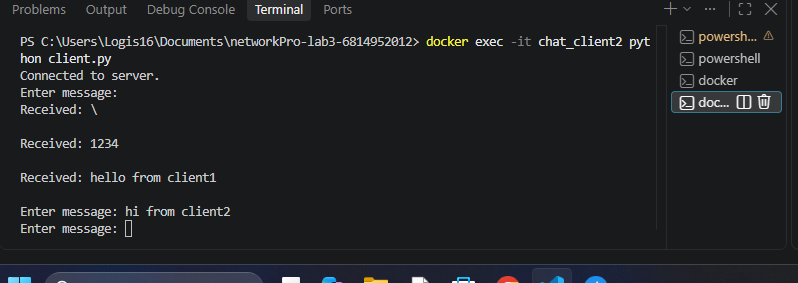 Problems Output Debug Console Terminal Ports
PS C:\Users\Logis16\Documents\networkPro-lab3-6814952012> docker exec -it chat_client2 pyt
hon client.py
Connected to server.
Enter message:
Received: \
Received: 1234
Received: hello from client1
Enter message: hi from client2
Enter message:
powersh...
powershell
docker
doc...